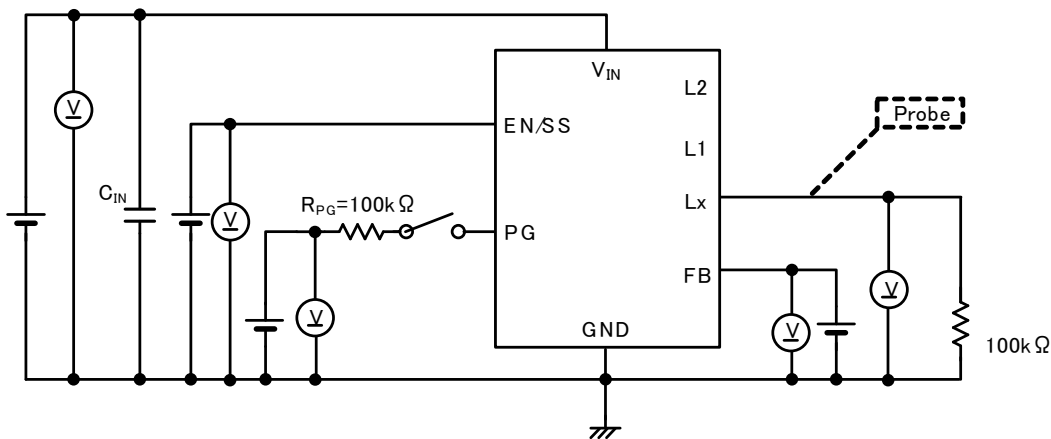 V_IN
L2
Probe
V
EN/SS
L1
C_IN
V
R_PG=100kΩ
Lx
PG
FB
V
V
V
GND
100kΩ